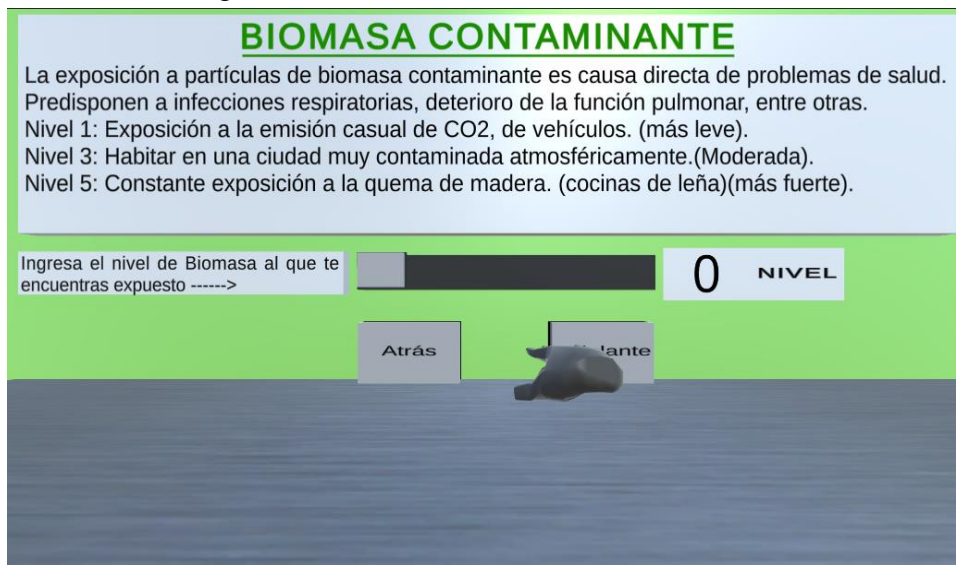 BIOMASA CONTAMINANTE
La exposición a partículas de biomasa contaminante es causa directa de problemas de salud.
Predisponen a infecciones respiratorias, deterioro de la función pulmonar, entre otras.
Nivel 1: Exposición a la emisión casual de CO2, de vehículos. (más leve).
Nivel 3: Habitar en una ciudad muy contaminada atmosféricamente.(Moderada).
Nivel 5: Constante exposición a la quema de madera. (cocinas de leña)(más fuerte).
Ingresa el nivel de Biomasa al que te
encuentras expuesto ------>
0 NIVEL
Atrás